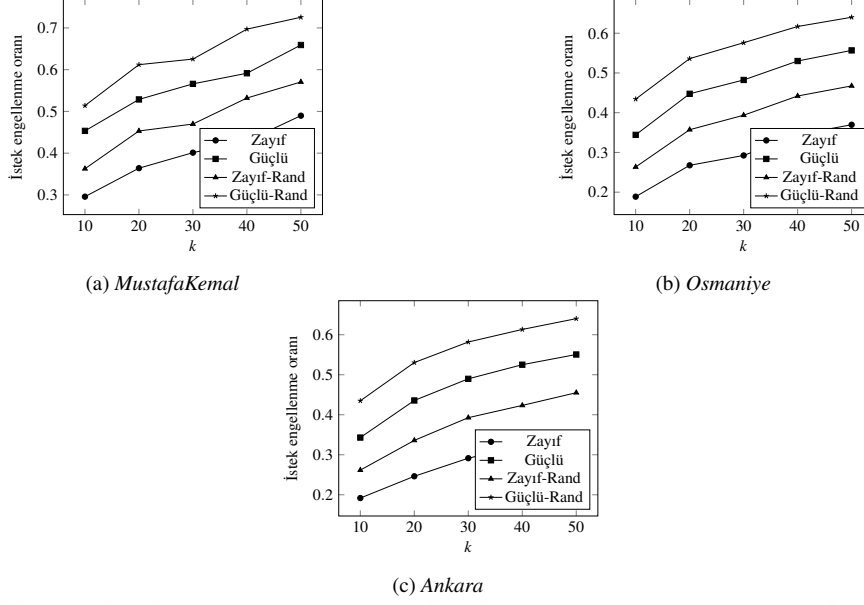 0.7
0.6
0.5
0.4
0.3
İstek engellenme oranı
Zayıf
Güçlü
Zayıf-Rand
Güçlü-Rand
10 20 30 40 50
k
(a) MustafaKemal
0.6
0.5
0.4
0.3
0.2
İstek engellenme oranı
Zayıf
Güçlü
Zayıf-Rand
Güçlü-Rand
10 20 30 40 50
k
(b) Osmaniye
0.6
0.5
0.4
0.3
0.2
İstek engellenme oranı
Zayıf
Güçlü
Zayıf-Rand
Güçlü-Rand
10 20 30 40 50
k
(c) Ankara